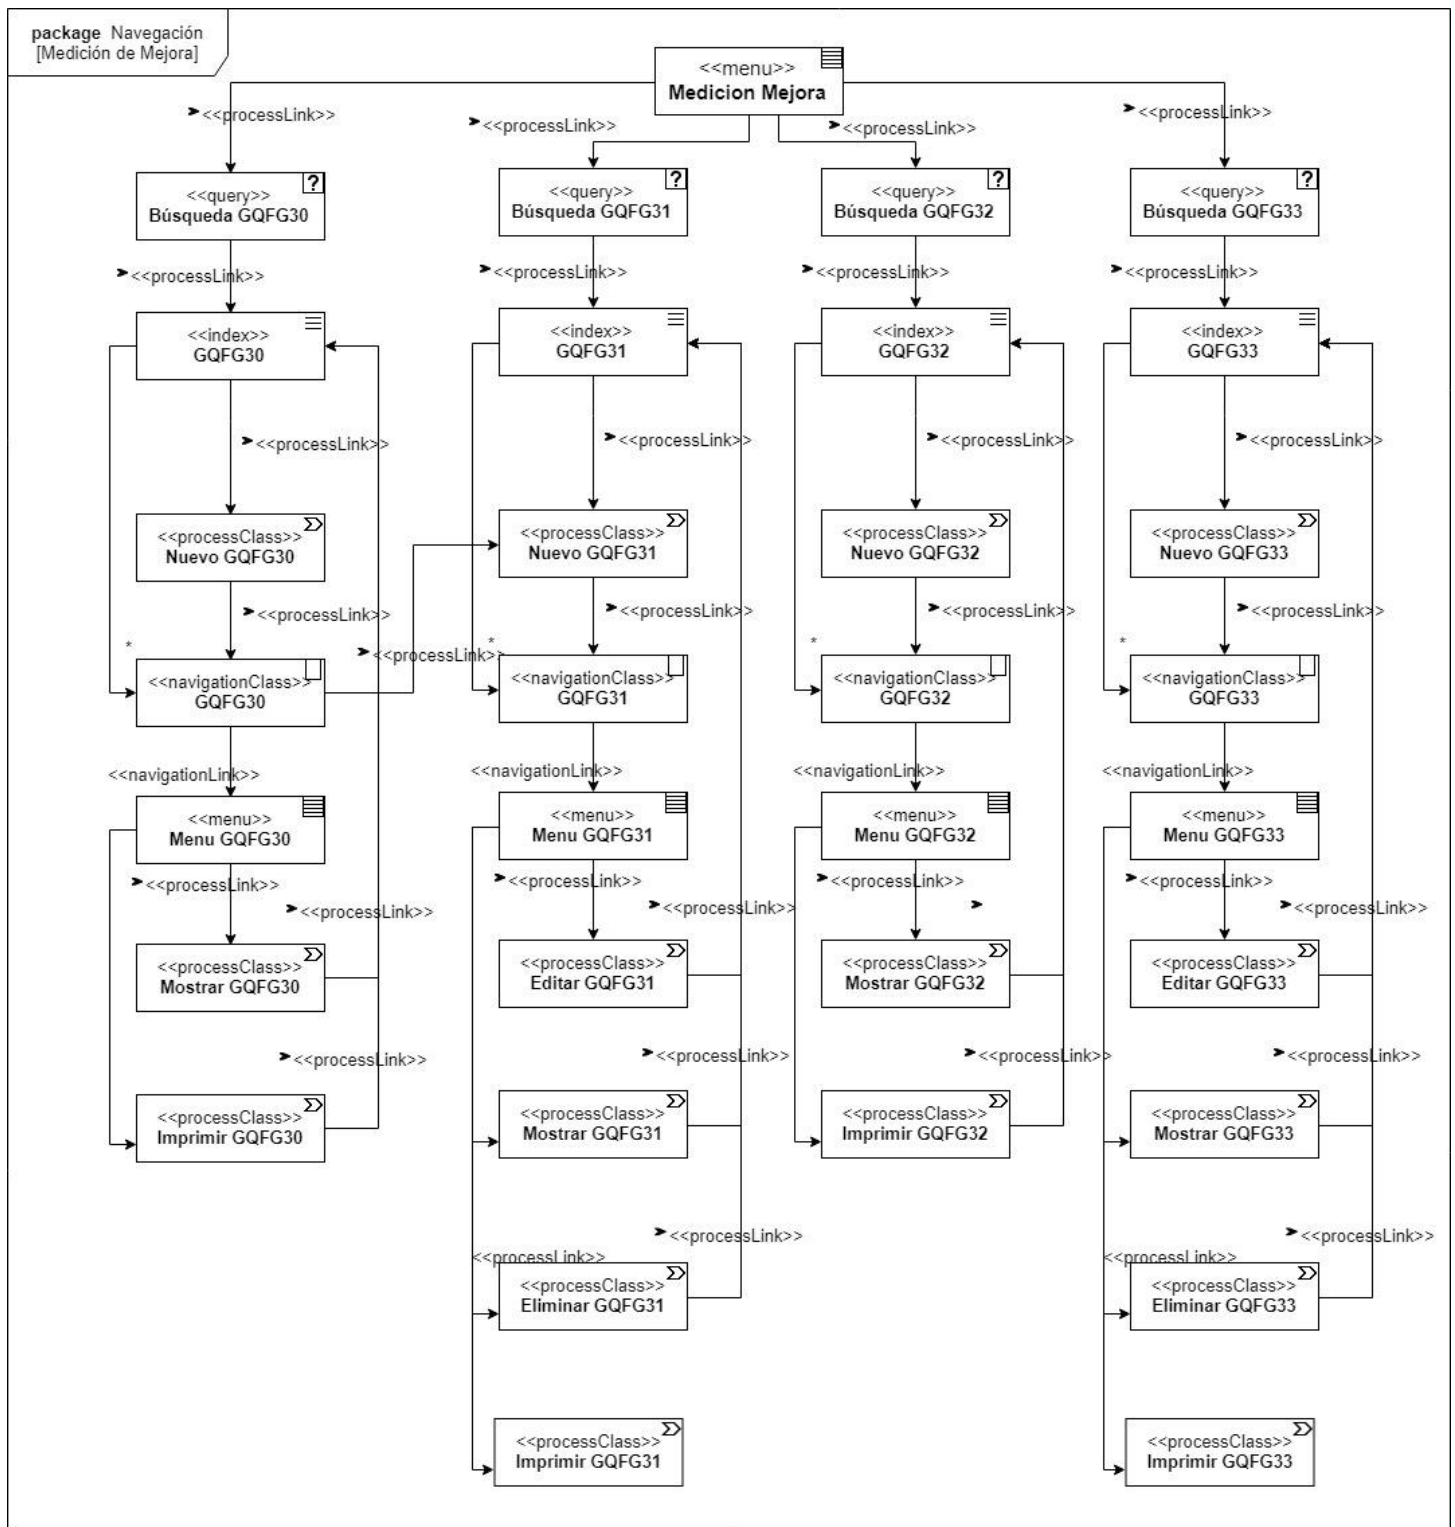 package Navegación
[Medición de Mejora]
<<menu>>
Medicion Mejora
<<processLink>>
<<processLink>>
<<processLink>>
<<processLink>>
<<query>>
Búsqueda GQFG30
<<query>>
Búsqueda GQFG31
<<query>>
Búsqueda GQFG32
<<query>>
Búsqueda GQFG33
<<processLink>>
<<processLink>>
<<processLink>>
<<processLink>>
<<index>>
GQFG30
<<index>>
GQFG31
<<index>>
GQFG32
<<index>>
GQFG33
<<processLink>>
<<processLink>>
<<processLink>>
<<processLink>>
<<processClass>>
Nuevo GQFG30
<<processClass>>
Nuevo GQFG31
<<processClass>>
Nuevo GQFG32
<<processClass>>
Nuevo GQFG33
<<processLink>>
<<processLink>>
<<processLink>>
<<processLink>>
*
<<processLink>>
*
*
*
<<navigationClass>>
GQFG30
<<navigationClass>>
GQFG31
<<navigationClass>>
GQFG32
<<navigationClass>>
GQFG33
<<navigationLink>>
<<navigationLink>>
<<navigationLink>>
<<navigationLink>>
<<menu>>
Menu GQFG30
<<menu>>
Menu GQFG31
<<menu>>
Menu GQFG32
<<menu>>
Menu GQFG33
<<processLink>>
<<processLink>>
<<processLink>>
<<processLink>>
<<processLink>>
<<processLink>>
<<processLink>>
<<processClass>>
Mostrar GQFG30
<<processClass>>
Editar GQFG31
<<processClass>>
Mostrar GQFG32
<<processClass>>
Editar GQFG33
<<processLink>>
<<processLink>>
<<processLink>>
<<processLink>>
<<processClass>>
Imprimir GQFG30
<<processClass>>
Mostrar GQFG31
<<processClass>>
Imprimir GQFG32
<<processClass>>
Mostrar GQFG33
<<processLink>>
<<processLink>>
<<processLink>>
<<processLink>>
<<processClass>>
Eliminar GQFG31
<<processClass>>
Eliminar GQFG33
<<processClass>>
Imprimir GQFG31
<<processClass>>
Imprimir GQFG33